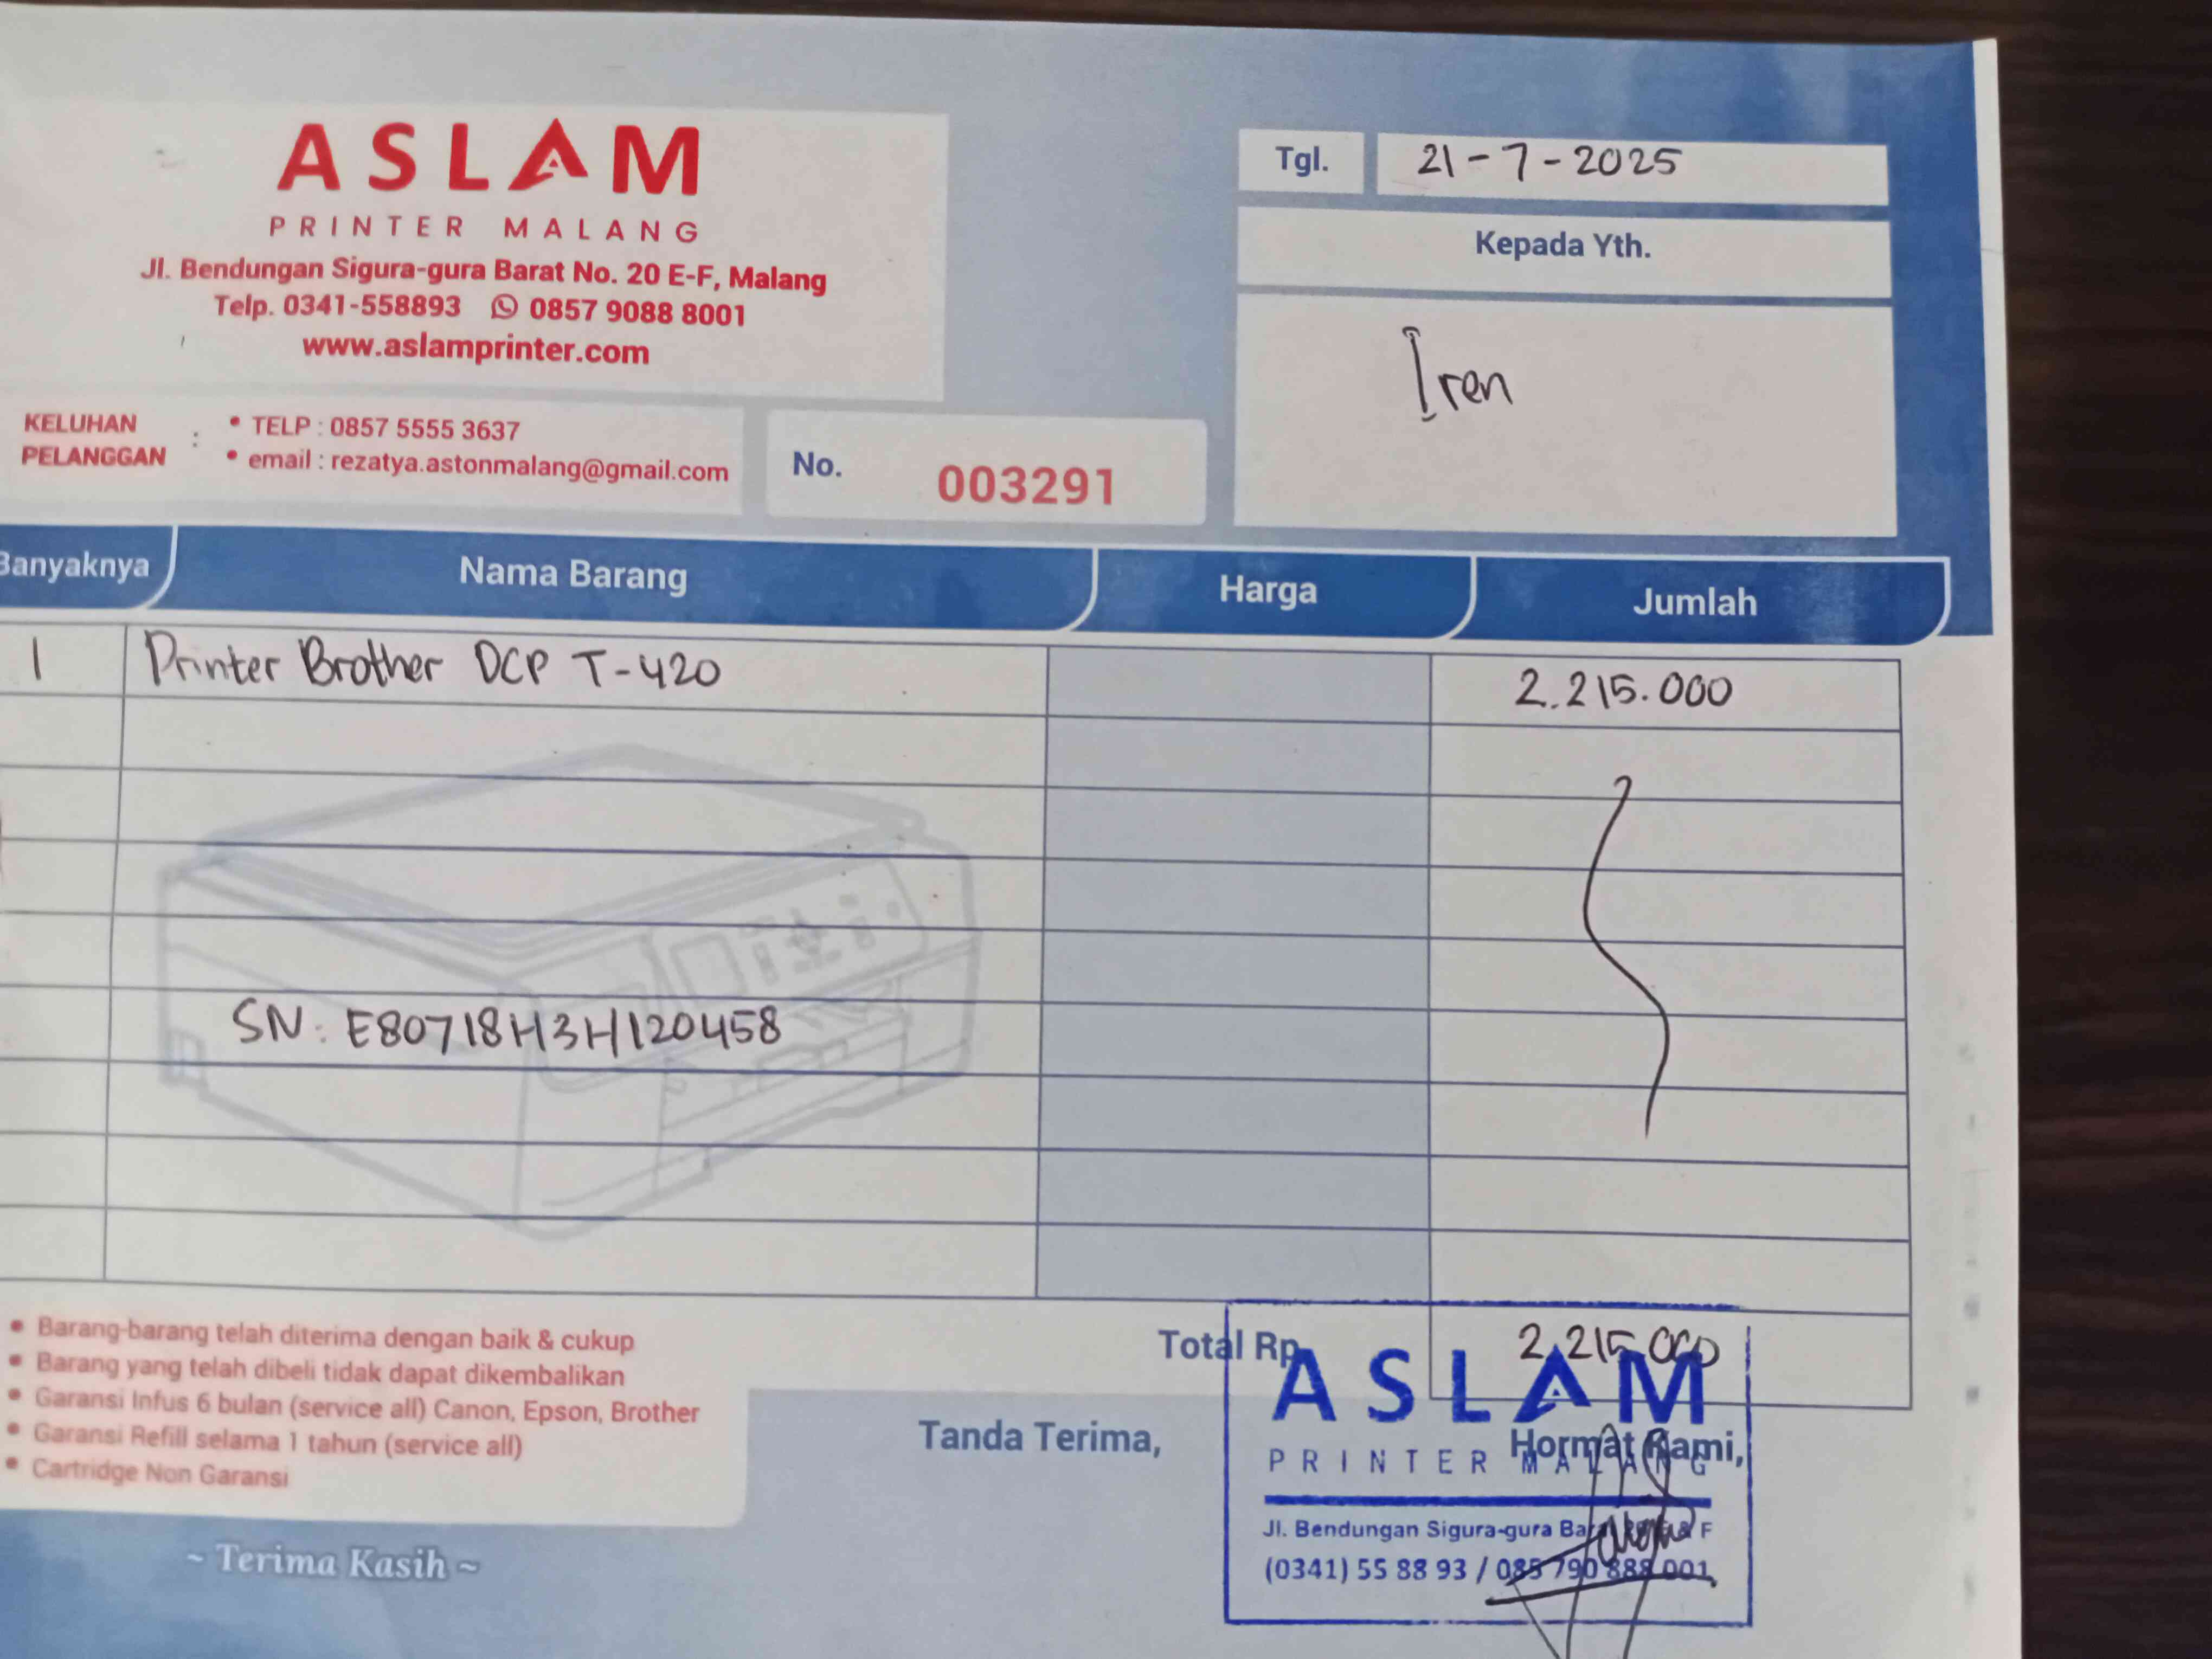 ASLAM
PRINTER MALANG
Jl. Bendungan Sigura-gura Barat No. 20 E-F, Malang
Telp. 0341-558893 0857 9088 8001
www.aslamprinter.com
Tgl. 21-7-2025
Kepada Yth.
Iren
KELUHAN PELANGGAN :
• TELP : 0857 5555 3637
• email : rezatya.astonmalang@gmail.com
No. 003291
Banyaknya Nama Barang Harga Jumlah
1 Printer Brother DCP T-420 2.215.000
SN: E80718H3H120458
• Barang-barang telah diterima dengan baik & cukup
• Barang yang telah dibeli tidak dapat dikembalikan
• Garansi Infus 6 bulan (service all) Canon, Epson, Brother
• Garansi Refill selama 1 tahun (service all)
• Cartridge Non Garansi
~ Terima Kasih ~
Total Rp 2.215.000
Tanda Terima,
Hormat Kami,
ASLAM
PRINTER MALANG
Jl. Bendungan Sigura-gura F
(0341) 55 88 93 / 085 790 888 001